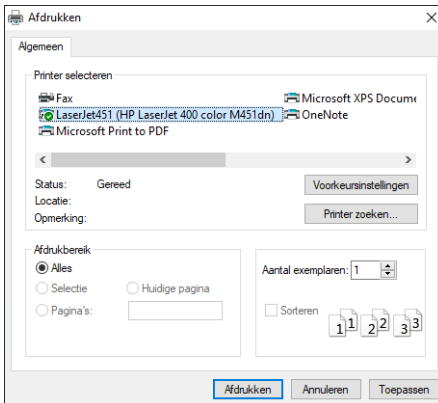 Afdrukken
Algemeen
Printer selecteren
Fax
Microsoft XPS Docume
LaserJet451 (HP LaserJet 400 color M451dn)
OneNote
Microsoft Print to PDF
Status: Gereed
Voorkeursinstellingen
Locatie:
Opmerking:
Printer zoeken...
Afdrukbereik
Alles
Aantal exemplaren: 1
Selectie
Huidige pagina
Pagina's:
Sorteren
1 1 2 2 3 3
Afdrukken
Annuleren
Toepassen